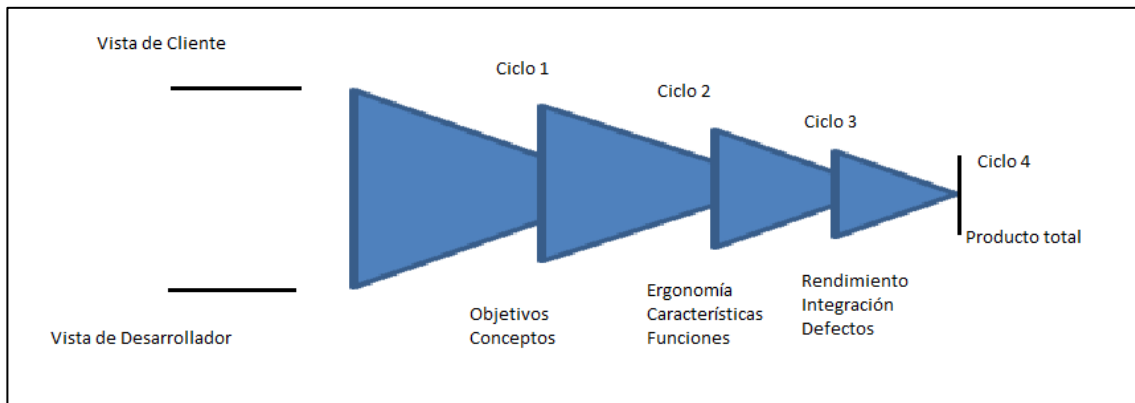 Vista de Cliente
Ciclo 1
Ciclo 2
Ciclo 3
Ciclo 4
Producto total
Objetivos
Conceptos
Ergonomía
Características
Funciones
Rendimiento
Integración
Defectos
Vista de Desarrollador